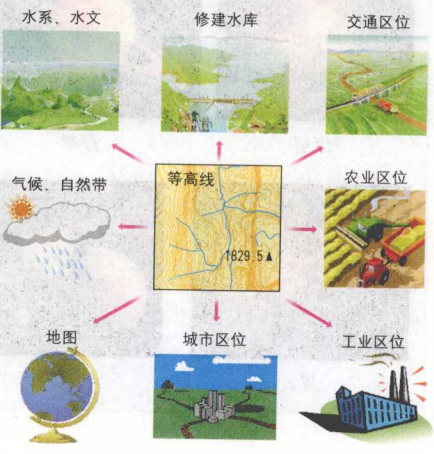 水系、水文
修建水库
交通区位
气候、自然带
等高线
农业区位
1829.5▲
地图
城市区位
工业区位